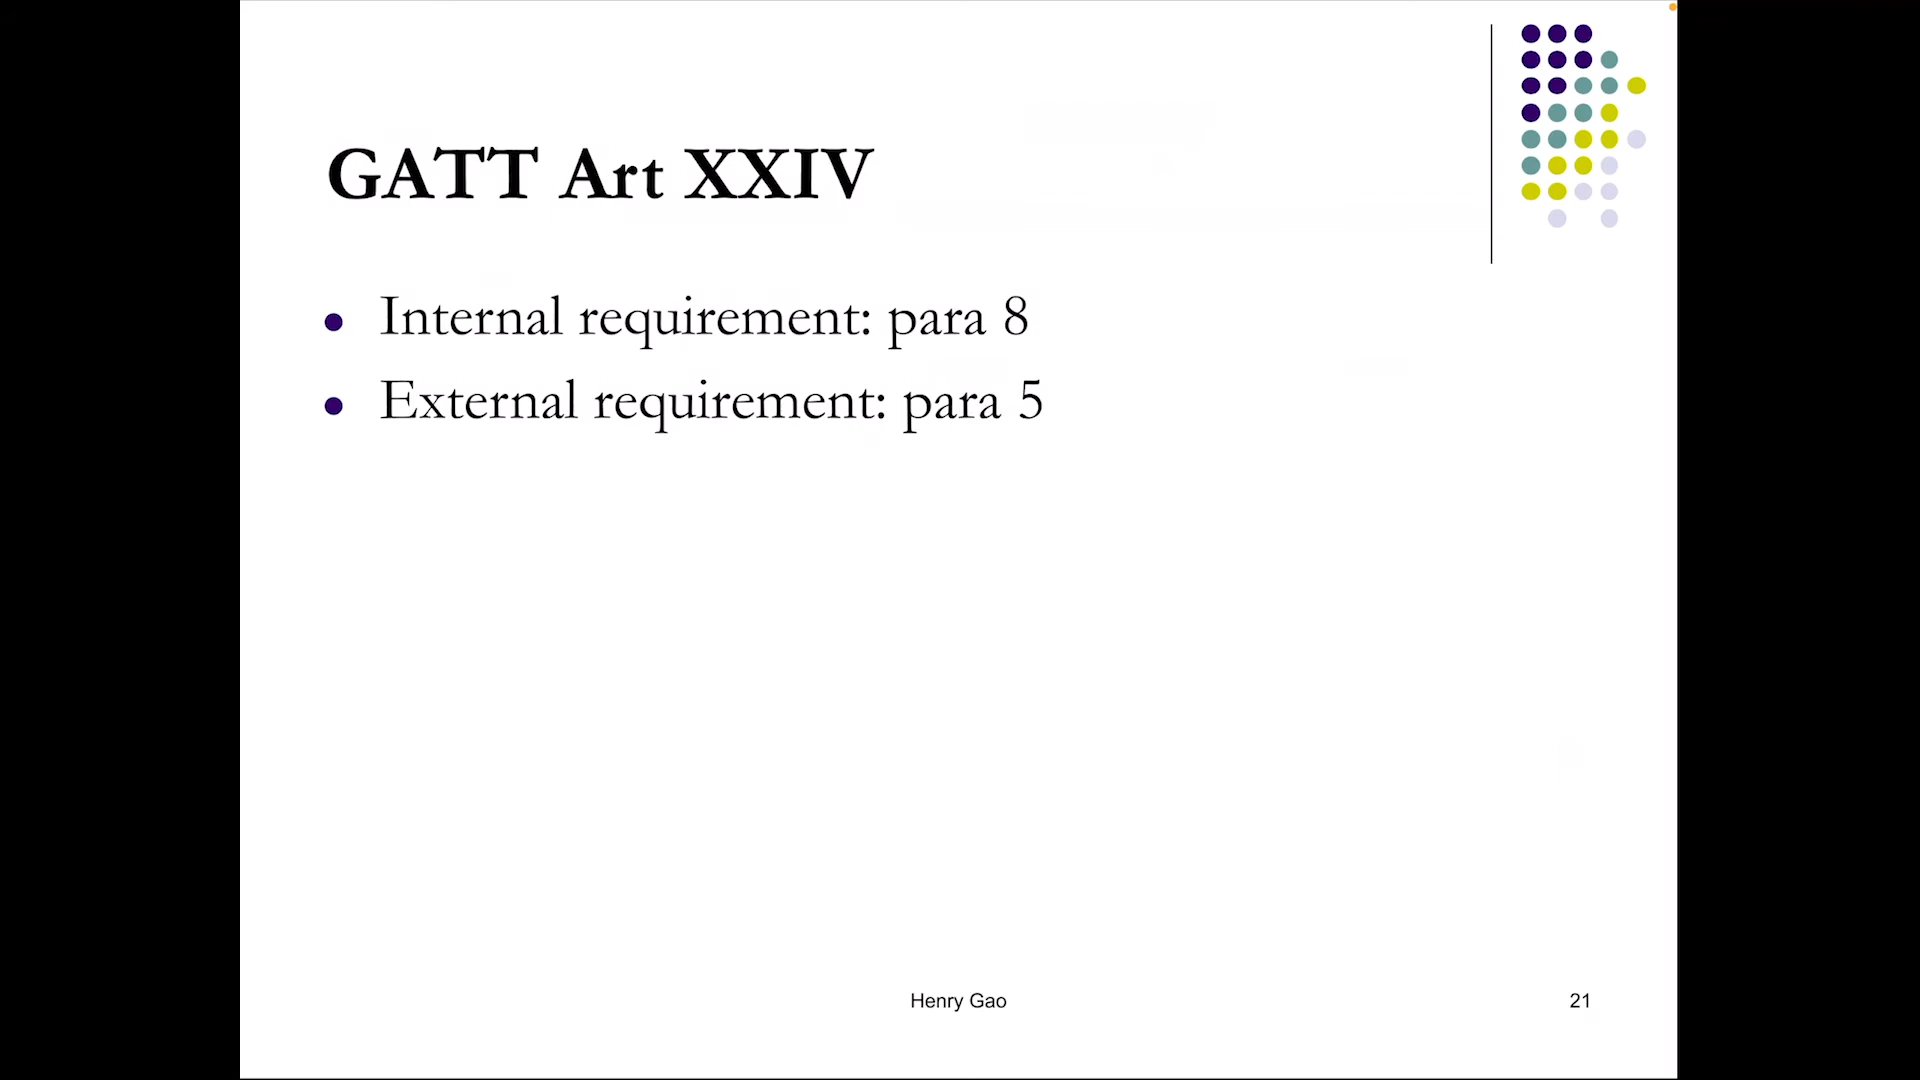 GATT Art XXIV
• Internal requirement: para 8
• External requirement: para 5
Henry Gao
21